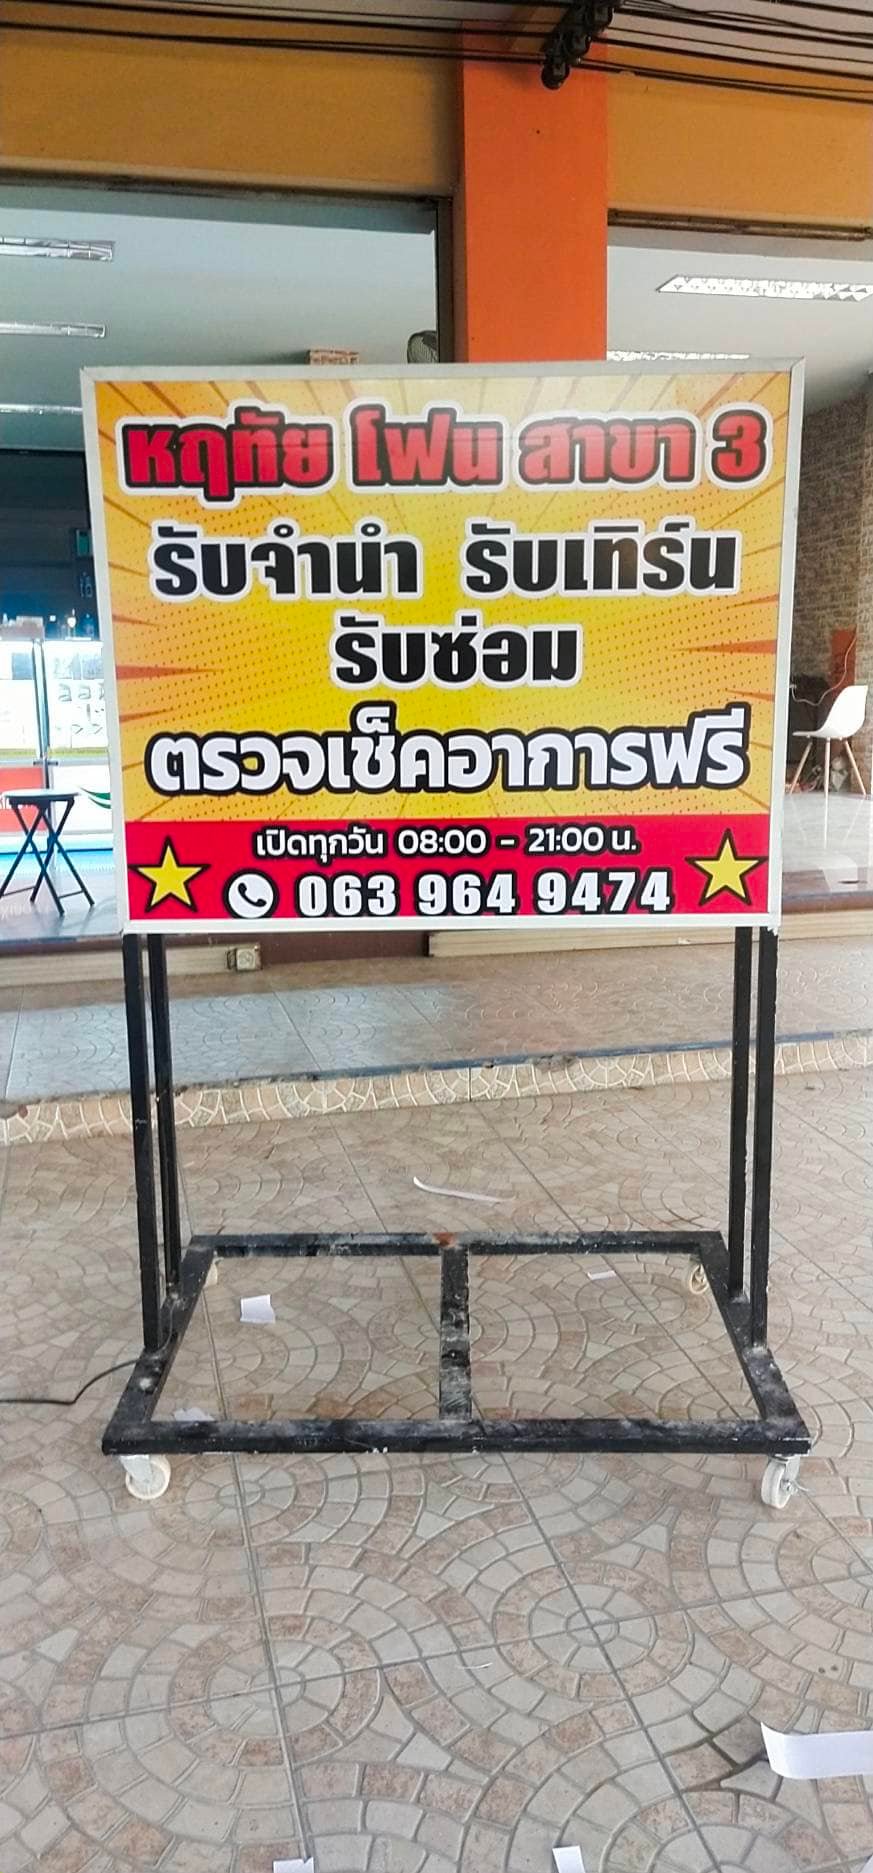 หฤทัย โฟน สาขา 3
รับจำนำ รับเทิร์น
รับซ่อม
ตรวจเช็คอาการฟรี
เปิดทุกวัน 08:00 - 21:00 น.
063 964 9474